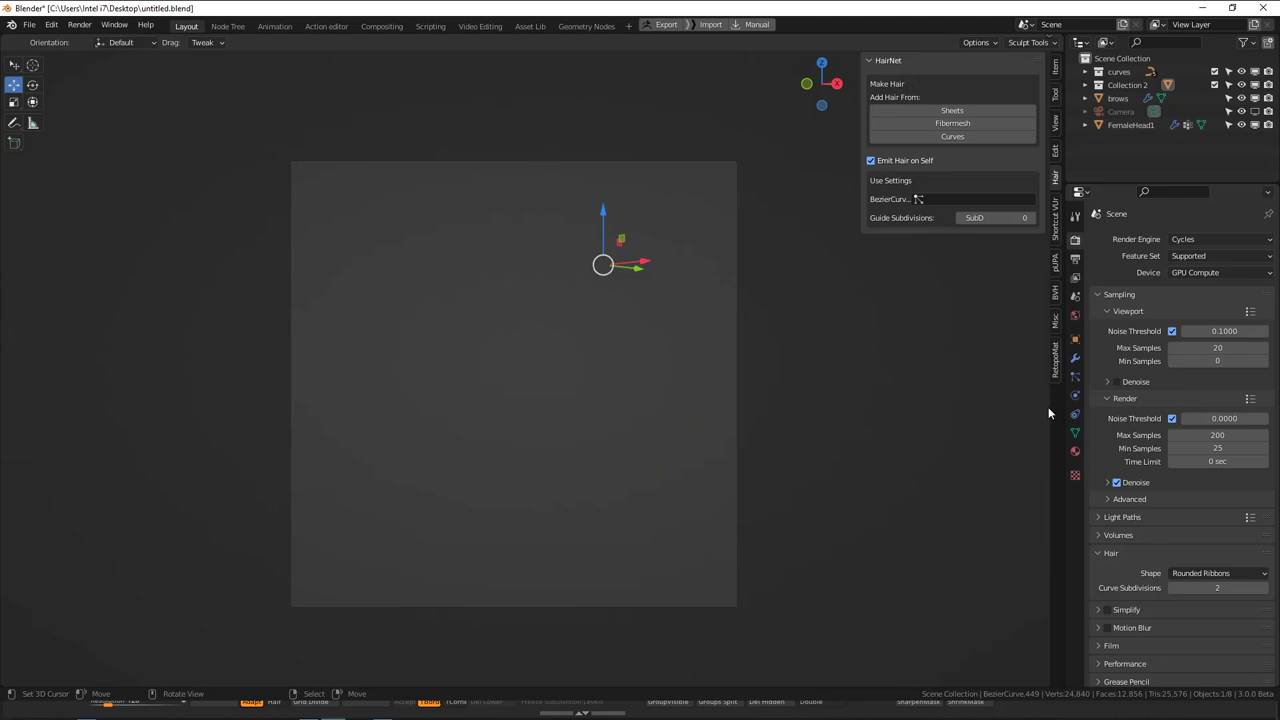 Blender* [C:\Users\Intel i7\Desktop\untitled.blend]
File Edit Render Window Help Layout Node Tree Animation Action editor Compositing Scripting Video Editing Asset Browser Geometry Nodes + Export Import Manual Scene View Layer
Orientation: Default Drag: Tweak Options Sculpt Tools
HairNet
Make Hair
Add Hair From:
Sheets
Fibermesh
Curves
Emit Hair on Self
Use Settings
BezierCurv...
Guide Subdivisions: SubD 0
Z
X
Item
Tool
View
Edit
Hair
Shortcut VUr
pUPA
BVH
Misc
RetopoMat
Scene Collection
curves
Collection 2
brows
Camera
FemaleHead1
Scene
Render Engine Cycles
Feature Set Supported
Device GPU Compute
Sampling
Viewport
Noise Threshold 0.1000
Max Samples 20
Min Samples 0
Denoise
Render
Noise Threshold 0.0000
Max Samples 200
Min Samples 25
Time Limit 0 sec
Denoise
Advanced
Light Paths
Volumes
Hair
Shape Rounded Ribbons
Curve Subdivisions 2
Simplify
Motion Blur
Film
Performance
Grease Pencil
Set 3D Cursor Move Rotate View Select Move Scene Collection | BezierCurve,449 | Verts:24,840 | Faces:12,856 | Tris:25,576 | Objects:1/8 | 3.0.0 Beta